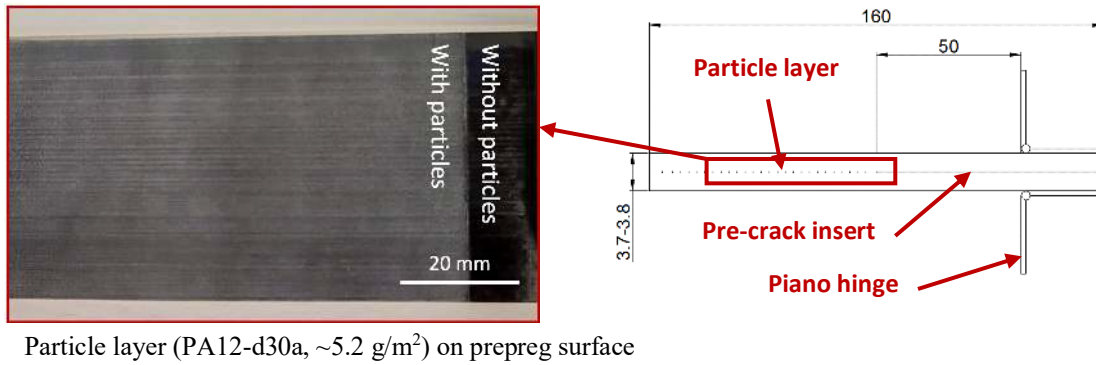 With particles
Without particles
20 mm
160
50
Particle layer
3.7-3.8
Pre-crack insert
Piano hinge
Particle layer (PA12-d30a, ~5.2 g/m²) on prepreg surface